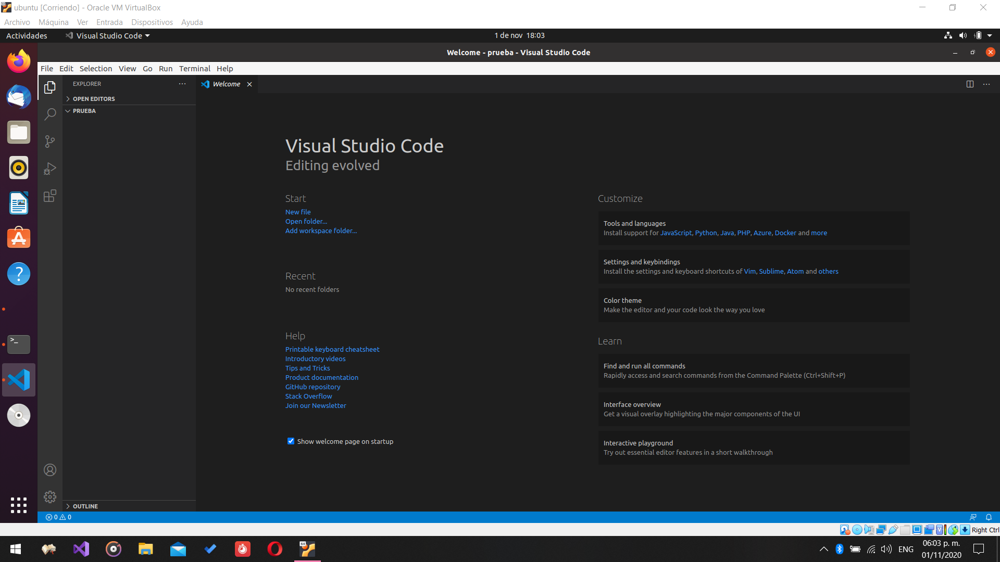 ubuntu [Corriendo] - Oracle VM VirtualBox
Archivo Máquina Ver Entrada Dispositivos Ayuda
Actividades Visual Studio Code 1 de nov 18:03
Welcome - prueba - Visual Studio Code
File Edit Selection View Go Run Terminal Help
EXPLORER
Welcome
OPEN EDITORS
PRUEBA
Visual Studio Code
Editing evolved
Start
New file
Open folder...
Add workspace folder...
Recent
No recent folders
Help
Printable keyboard cheatsheet
Introductory videos
Tips and Tricks
Product documentation
GitHub repository
Stack Overflow
Join our Newsletter
Show welcome page on startup
Customize
Tools and languages
Install support for JavaScript, Python, Java, PHP, Azure, Docker and more
Settings and keybindings
Install the settings and keyboard shortcuts of Vim, Sublime, Atom and others
Color theme
Make the editor and your code look the way you love
Learn
Find and run all commands
Rapidly access and search commands from the Command Palette (Ctrl+Shift+P)
Interface overview
Get a visual overlay highlighting the major components of the UI
Interactive playground
Try out essential editor features in a short walkthrough
OUTLINE
0 0
Right Ctrl
ENG
06:03 p. m.
01/11/2020